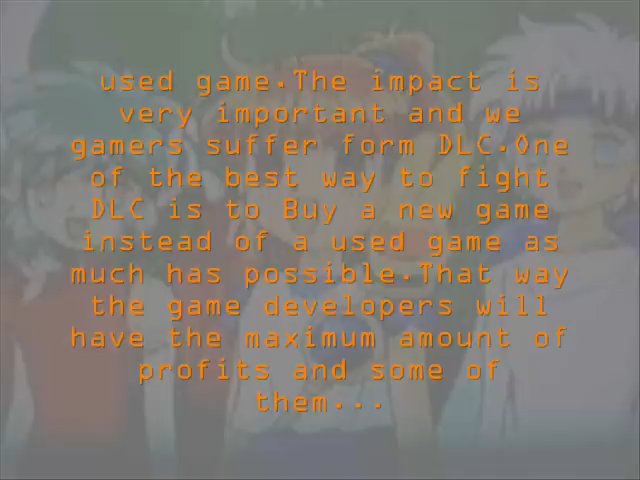 used game.The impact is
very important and we
gamers suffer form DLC.One
of the best way to fight
DLC is to Buy a new game
instead of a used game as
much has possible.That way
the game developers will
have the maximum amount of
profits and some of
them...